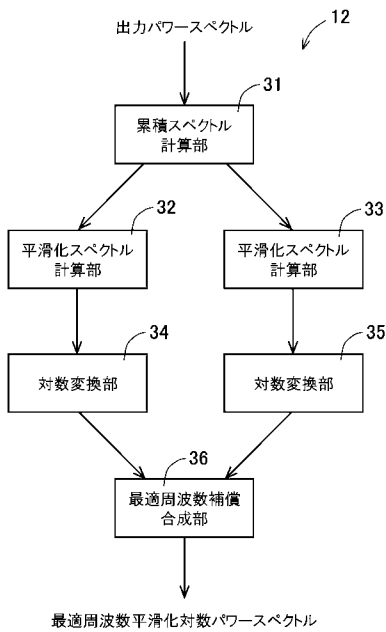 出力パワースペクトル
12
31
累積スペクトル
計算部
32
平滑化スペクトル
計算部
33
平滑化スペクトル
計算部
34
対数変換部
35
対数変換部
36
最適周波数補償
合成部
最適周波数平滑化対数パワースペクトル